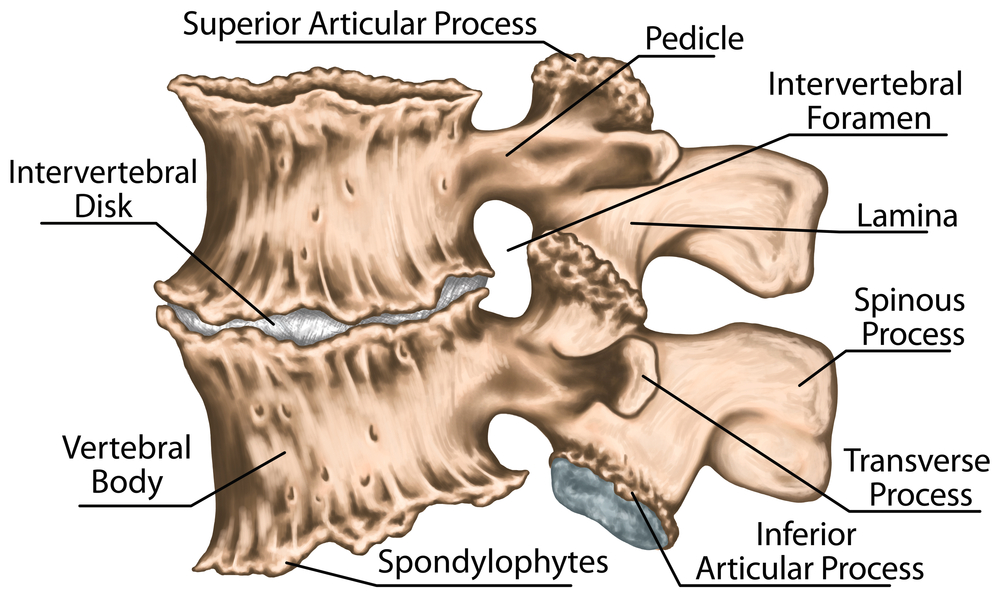 Superior Articular Process
Pedicle
Intervertebral
Foramen
Intervertebral
Disk
Lamina
Spinous
Process
Vertebral
Body
Transverse
Process
Inferior
Articular Process
Spondylophytes